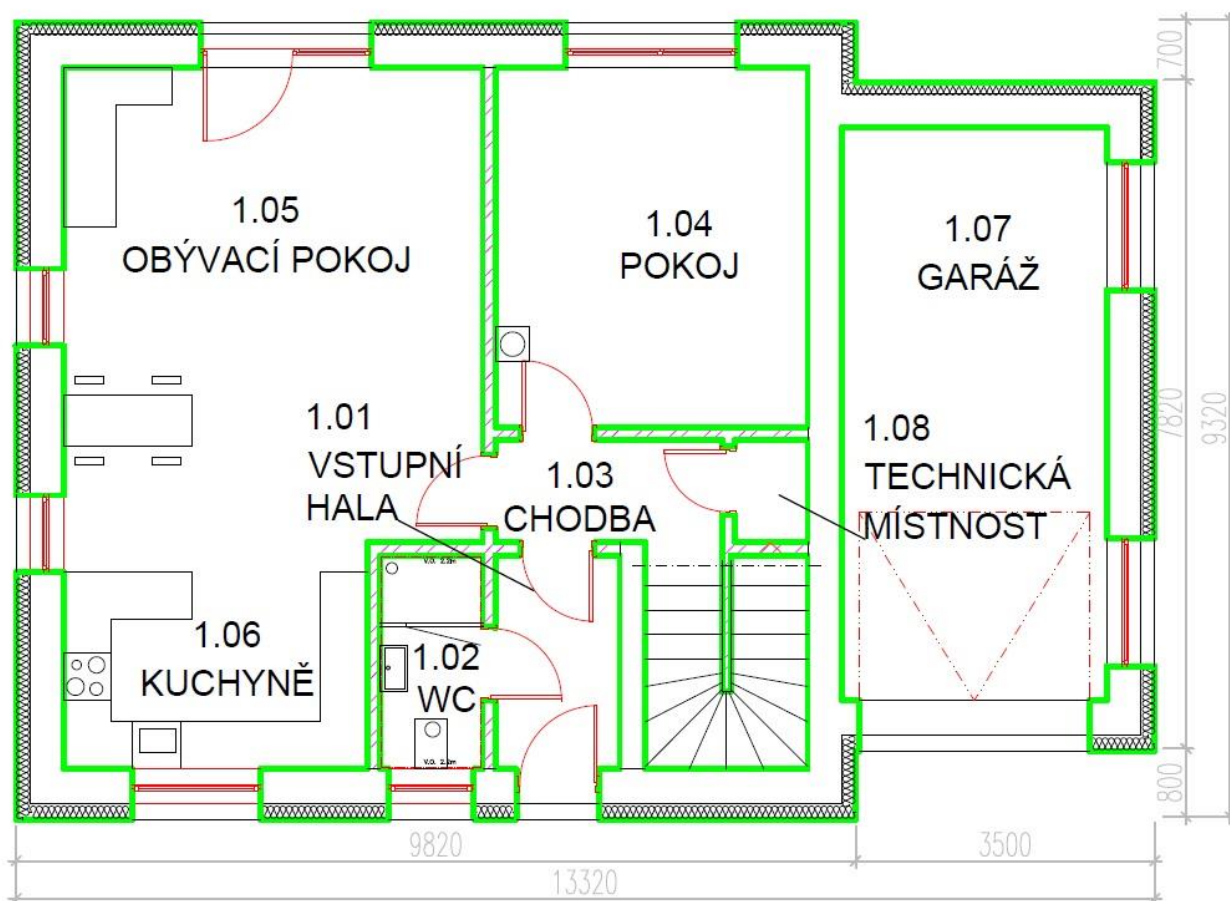 700
1.05
OBÝVACÍ POKOJ
1.04
POKOJ
1.07
GARÁŽ
1.01
VSTUPNÍ
HALA
1.03
CHODBA
1.08
TECHNICKÁ
MÍSTNOST
7820
9320
1.06
KUCHYNĚ
1.02
WC
800
9820
3500
13320